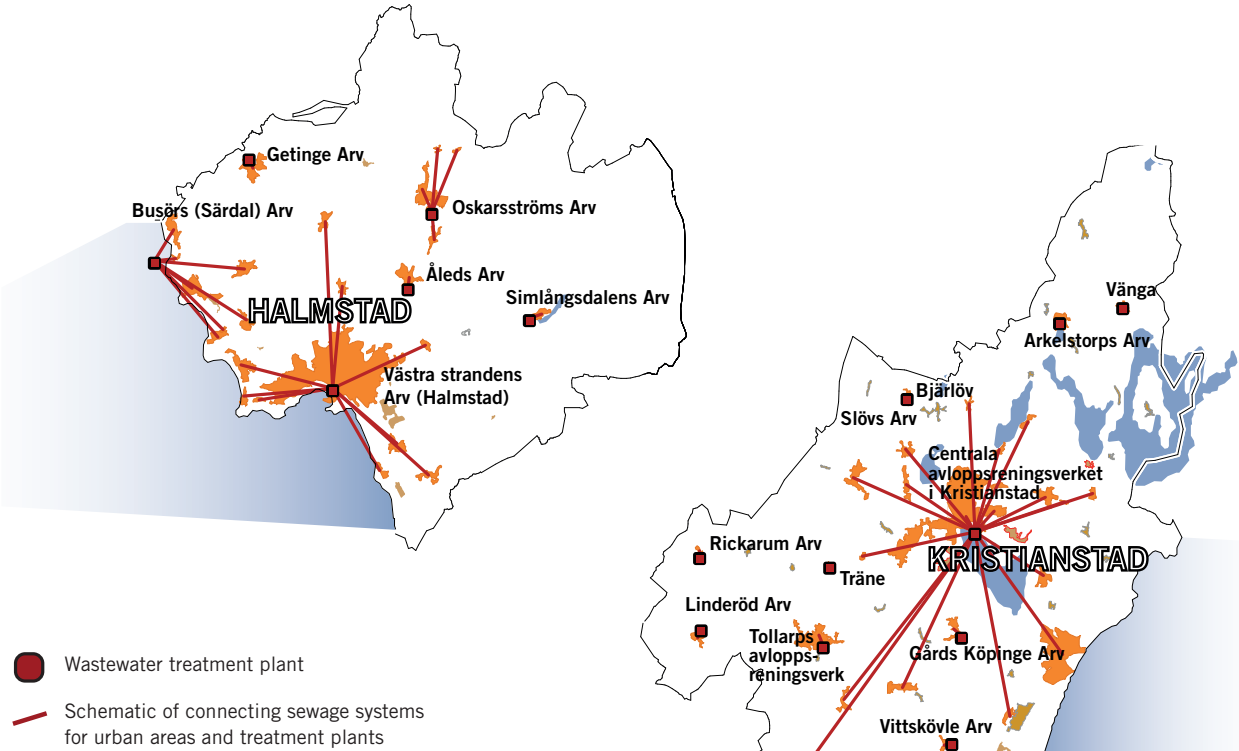 Getinge Arv
Busörs (Särdal) Arv
Oskarsströms Arv
Åleds Arv
Simlångsdalens Arv
HALMSTAD
Västra strandens
Arv (Halmstad)
Vänga
Arkelstorps Arv
Bjärlöv
Slövs Arv
Centrala
avloppsreningsverket
i Kristianstad
KRISTIANSTAD
Rickarum Arv
Träne
Linderöd Arv
Tollarps
avlopps-
reningsverk
Gårds Köpinge Arv
Vittskövle Arv
Wastewater treatment plant
Schematic of connecting sewage systems
for urban areas and treatment plants